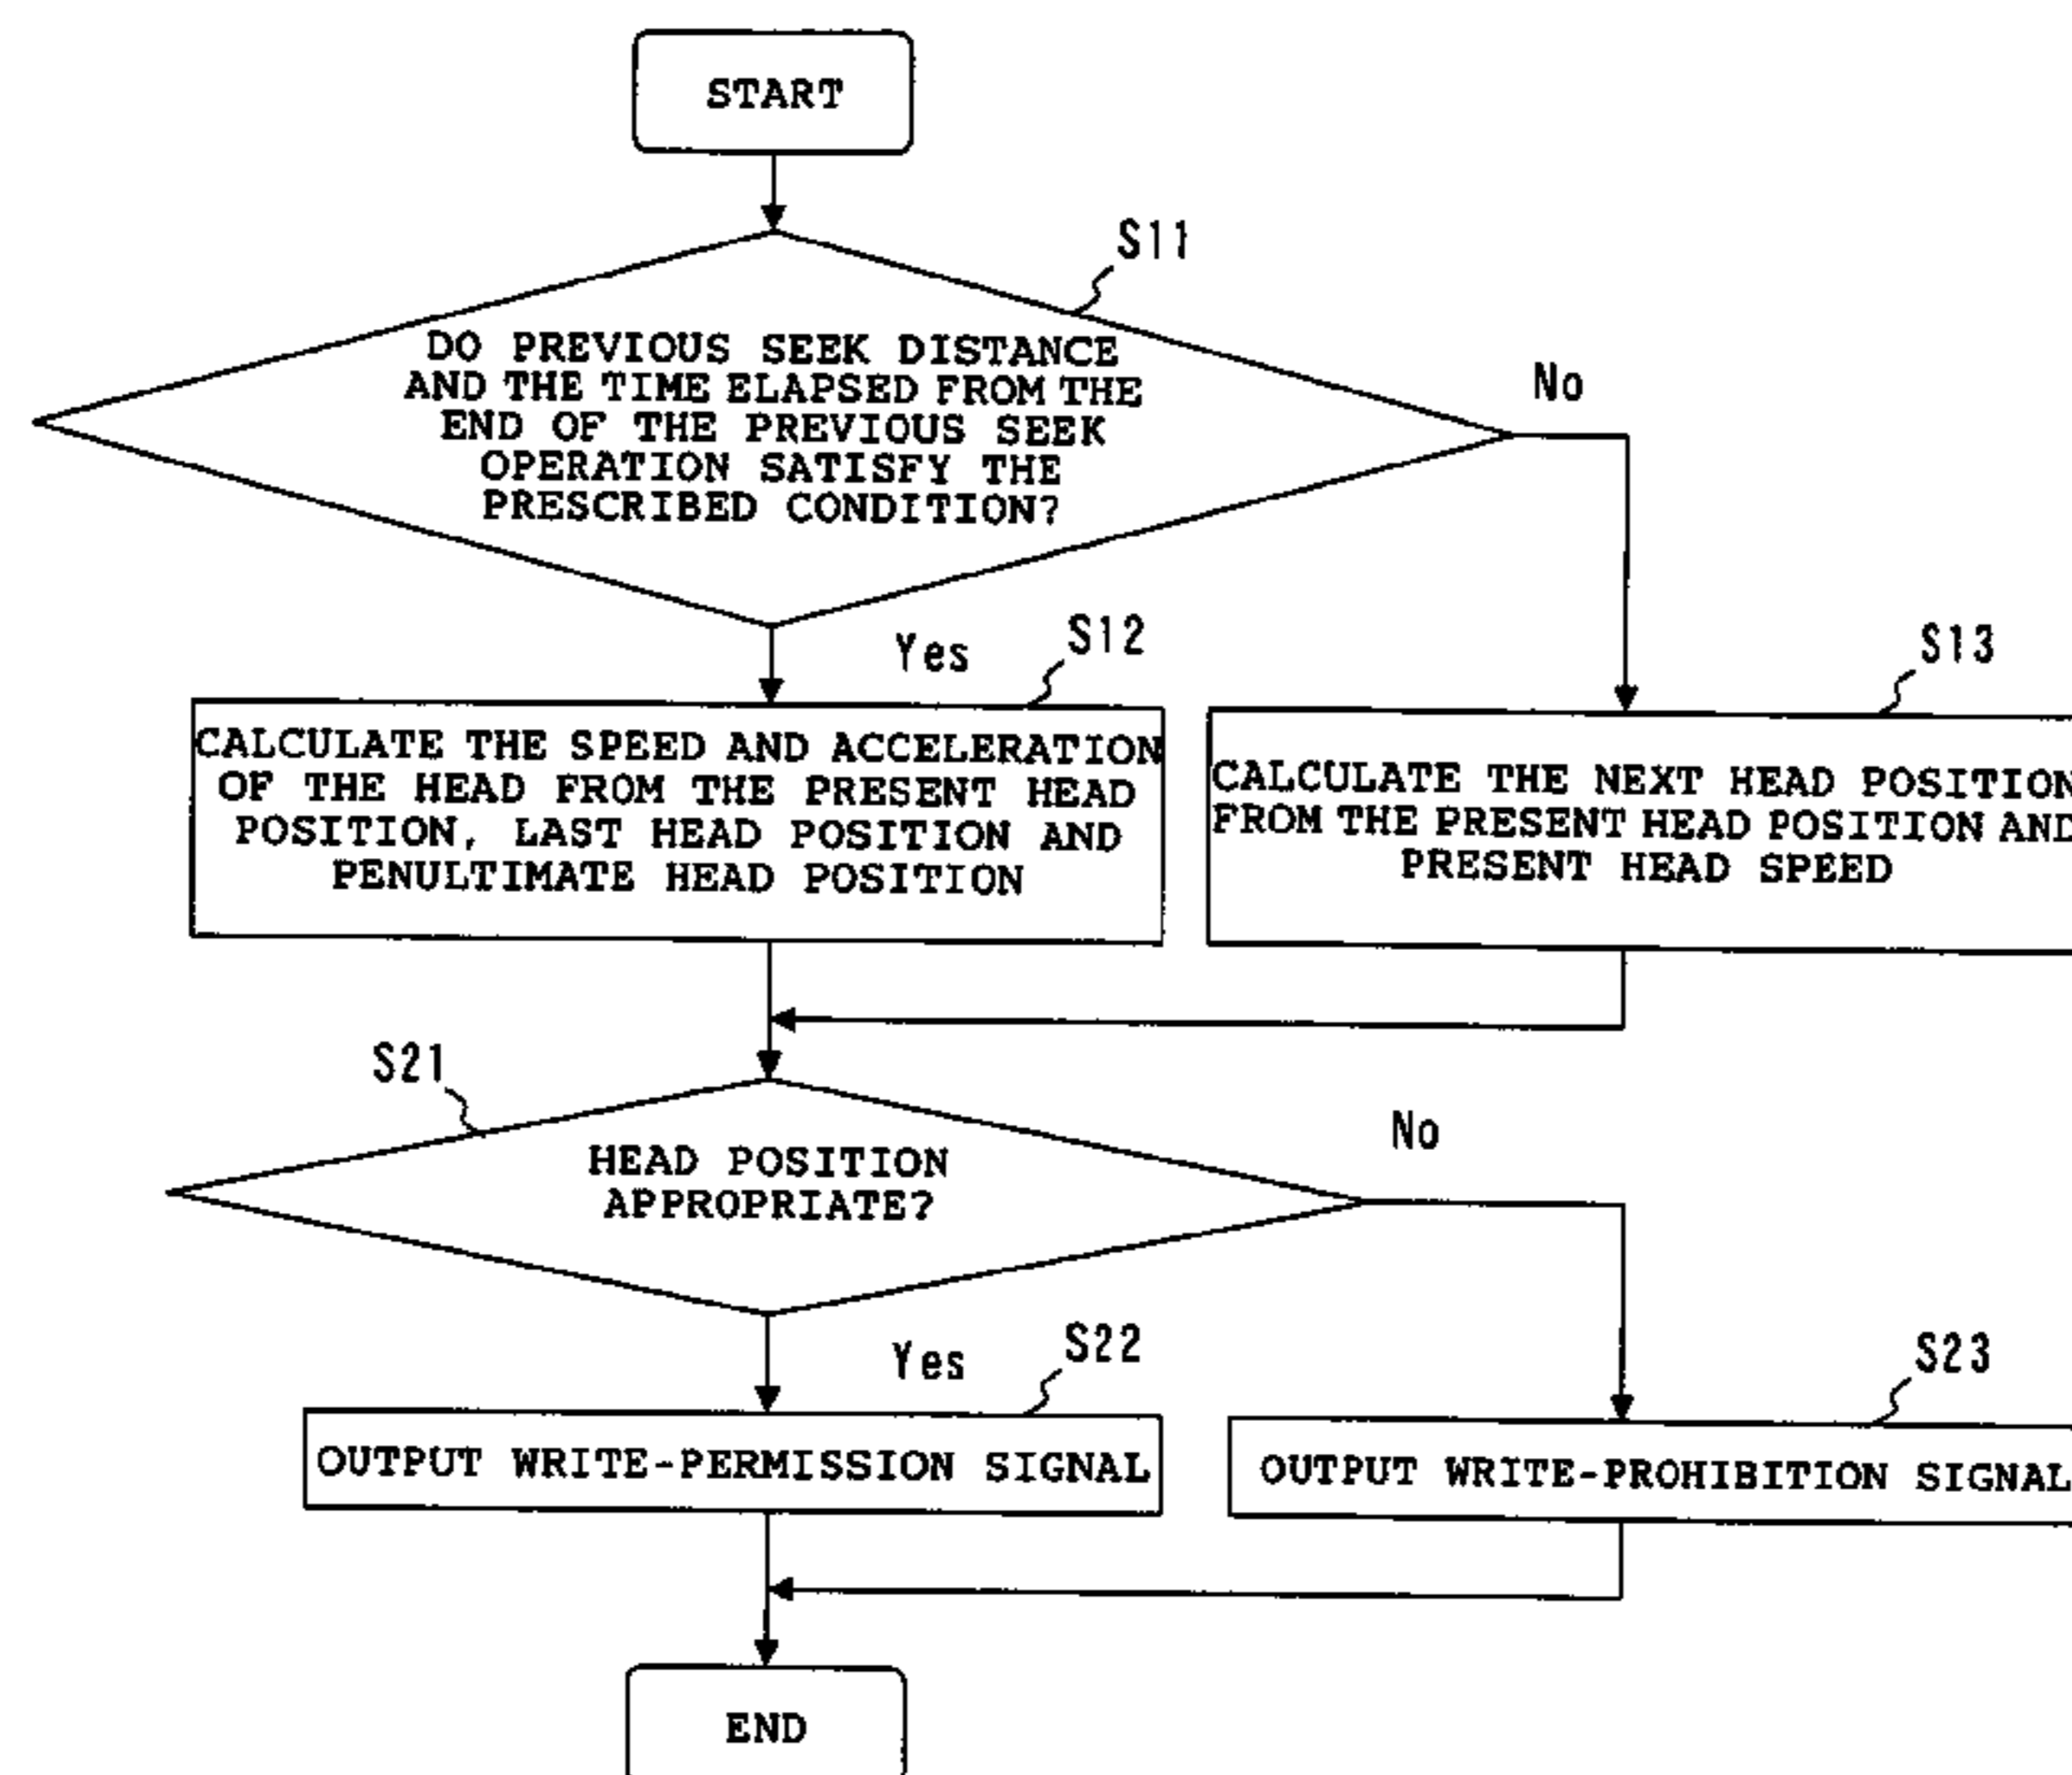 START
S11
DO PREVIOUS SEEK DISTANCE
AND THE TIME ELAPSED FROM THE
END OF THE PREVIOUS SEEK
OPERATION SATISFY THE
PRESCRIBED CONDITION?
No
Yes
S12
S13
CALCULATE THE SPEED AND ACCELERATION
OF THE HEAD FROM THE PRESENT HEAD
POSITION, LAST HEAD POSITION AND
PENULTIMATE HEAD POSITION
CALCULATE THE NEXT HEAD POSITION
FROM THE PRESENT HEAD POSITION AND
PRESENT HEAD SPEED
S21
HEAD POSITION
APPROPRIATE?
No
Yes
S22
S23
OUTPUT WRITE-PERMISSION SIGNAL
OUTPUT WRITE-PROHIBITION SIGNAL
END